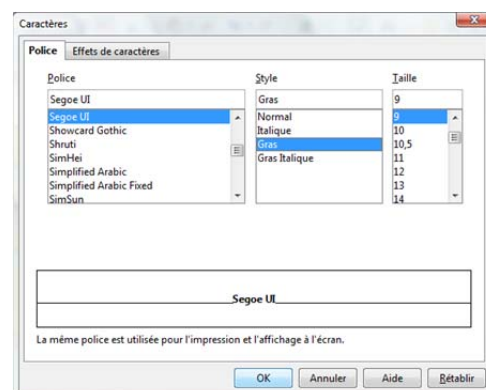 Caractères
Police Effets de caractères
Police Style Taille
Segoe UI Gras 9
Segoe UI Normal 9
Showcard Gothic Italique 10
Shruti Gras 10,5
SimHei Gras Italique 11
Simplified Arabic 12
Simplified Arabic Fixed 13
SimSun 14
Segoe UI
La même police est utilisée pour l'impression et l'affichage à l'écran.
OK Annuler Aide Rétablir